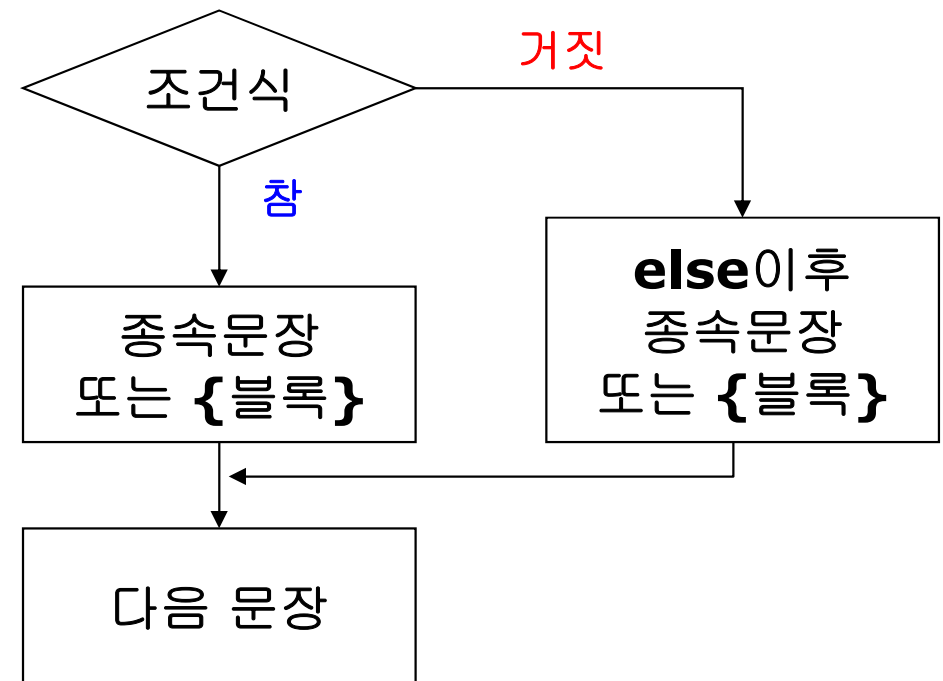 조건식
거짓
참
else이후
종속문장
또는 {블록}
종속문장
또는 {블록}
다음 문장